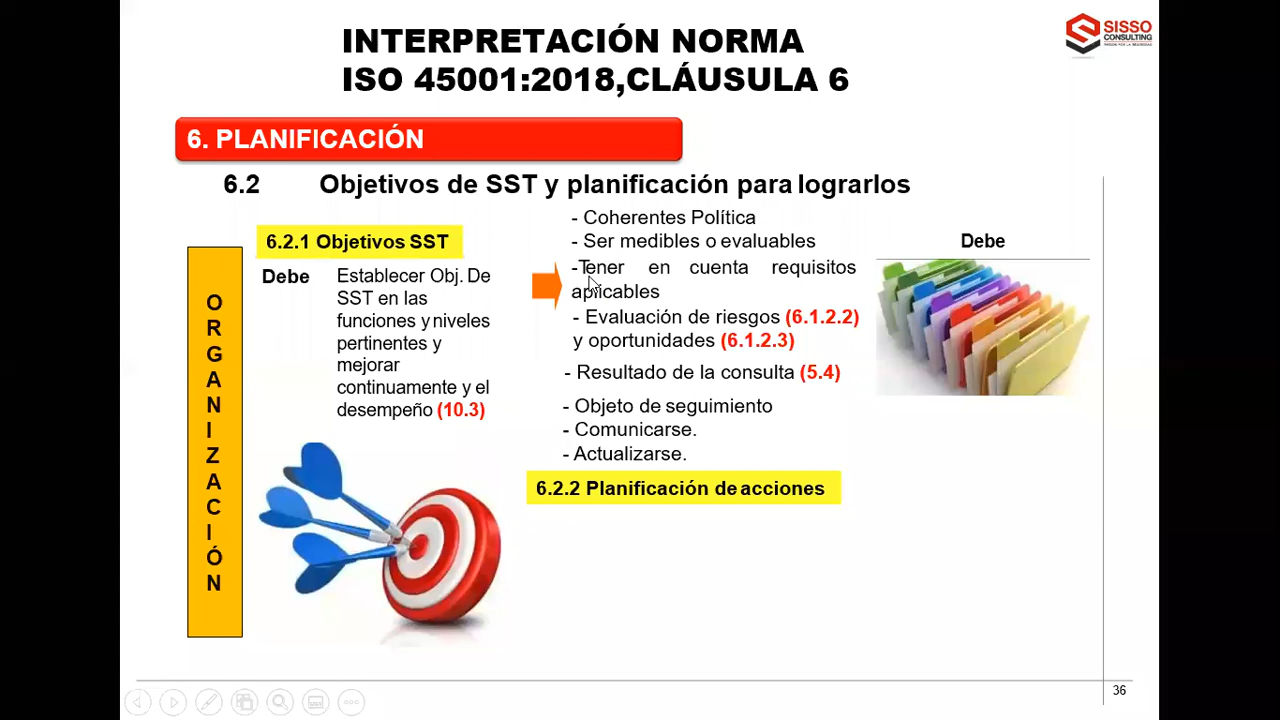 INTERPRETACIÓN NORMA
ISO 45001:2018,CLÁUSULA 6
SISSO
CONSULTING
6. PLANIFICACIÓN
6.2 Objetivos de SST y planificación para lograrlos
ORGANIZACIÓN
6.2.1 Objetivos SST
Debe
Establecer Obj. De
SST en las
funciones y niveles
pertinentes y
mejorar
continuamente y el
desempeño (10.3)
- Coherentes Política
- Ser medibles o evaluables
-Tener en cuenta requisitos
aplicables
- Evaluación de riesgos (6.1.2.2)
y oportunidades (6.1.2.3)
- Resultado de la consulta (5.4)
- Objeto de seguimiento
- Comunicarse.
- Actualizarse.
6.2.2 Planificación de acciones
Debe
36